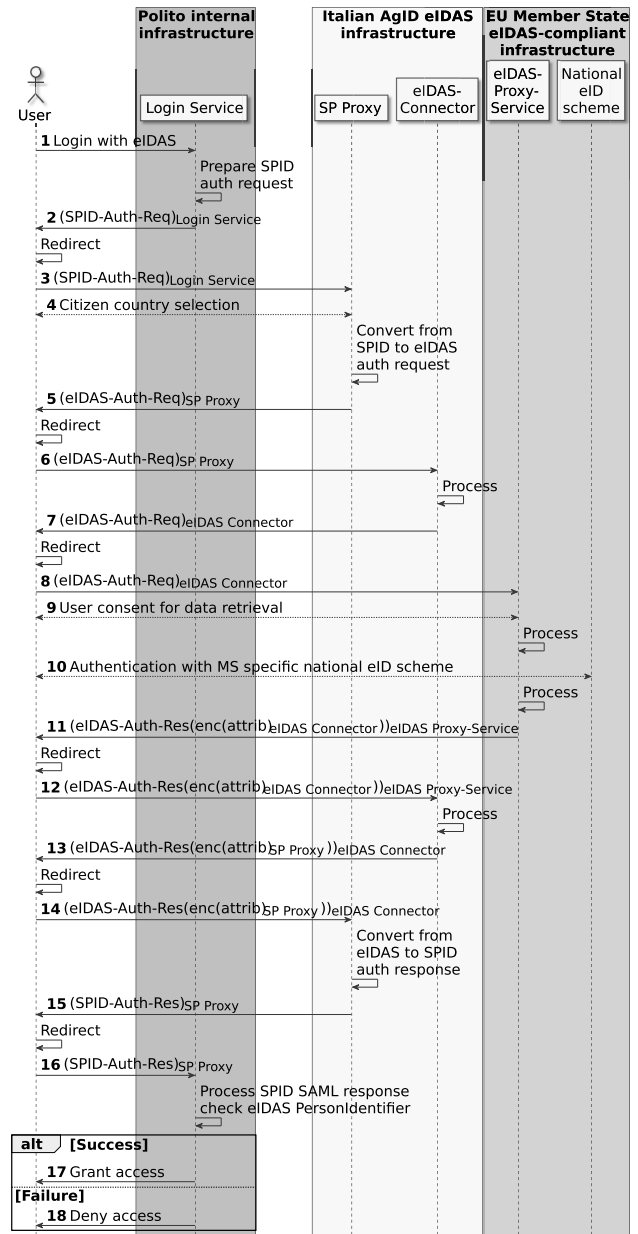 Polito internal
infrastructure
Italian AgID eIDAS
infrastructure
EU Member State
eIDAS-compliant
infrastructure
User
Login Service
SP Proxy
eIDAS-
Connector
eIDAS-
Proxy-
Service
National
eID
scheme
1 Login with eIDAS
Prepare SPID
auth request
2 (SPID-Auth-Req)Login Service
Redirect
3 (SPID-Auth-Req)Login Service
4 Citizen country selection
Convert from
SPID to eIDAS
auth request
5 (eIDAS-Auth-Req)SP Proxy
Redirect
6 (eIDAS-Auth-Req)SP Proxy
Process
7 (eIDAS-Auth-Req)eIDAS Connector
Redirect
8 (eIDAS-Auth-Req)eIDAS Connector
9 User consent for data retrieval
Process
10 Authentication with MS specific national eID scheme
Process
11 (eIDAS-Auth-Res(enc(attrib)eIDAS Connector))eIDAS Proxy-Service
Redirect
12 (eIDAS-Auth-Res(enc(attrib)eIDAS Connector))eIDAS Proxy-Service
Process
13 (eIDAS-Auth-Res(enc(attrib)SP Proxy))eIDAS Connector
Redirect
14 (eIDAS-Auth-Res(enc(attrib)SP Proxy))eIDAS Connector
Convert from
eIDAS to SPID
auth response
15 (SPID-Auth-Res)SP Proxy
Redirect
16 (SPID-Auth-Res)SP Proxy
Process SPID SAML response
check eIDAS PersonIdentifier
alt [Success]
17 Grant access
[Failure]
18 Deny access